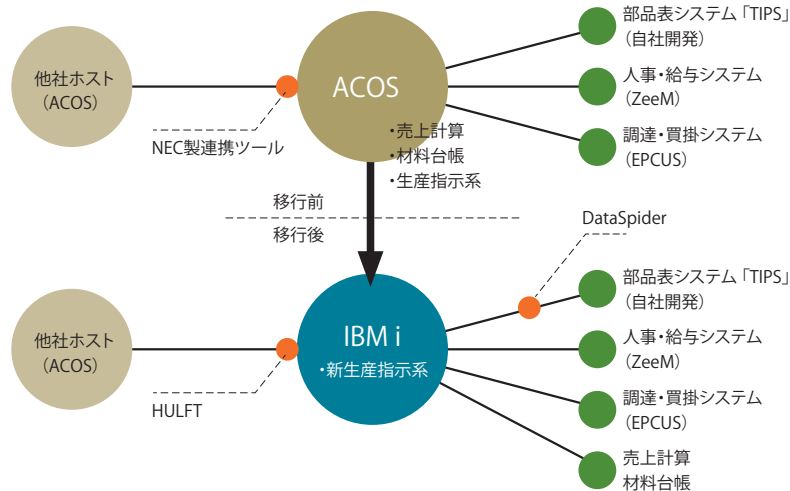 他社ホスト
（ACOS）
NEC製連携ツール
ACOS
・売上計算
・材料台帳
・生産指示系
部品表システム「TIPS」
（自社開発）
人事・給与システム
（ZeeM）
調達・買掛システム
（EPCUS）
移行前
移行後
DataSpider
他社ホスト
（ACOS）
HULFT
IBM i
・新生産指示系
部品表システム「TIPS」
（自社開発）
人事・給与システム
（ZeeM）
調達・買掛システム
（EPCUS）
売上計算
材料台帳